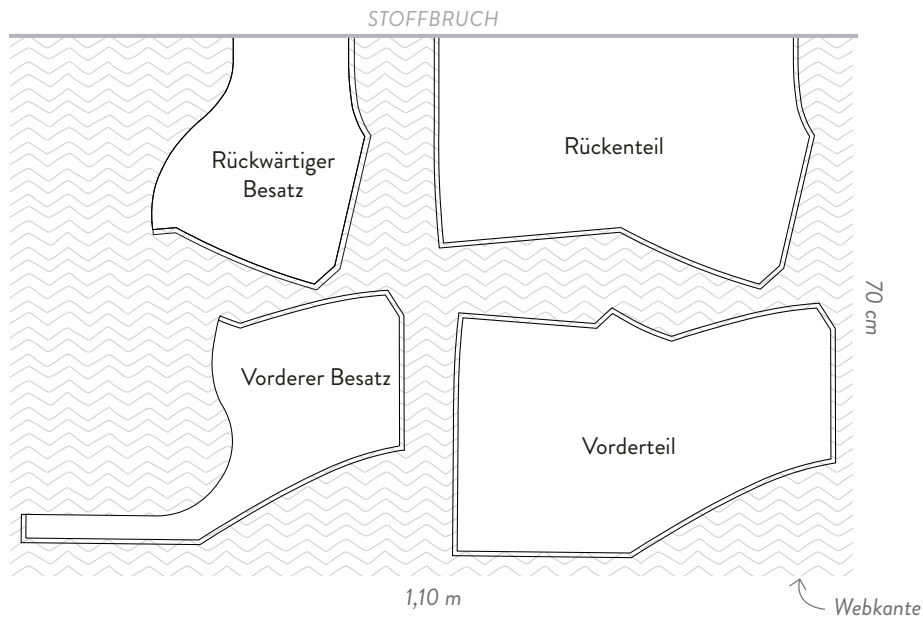 STOFFBRUCH
Rückwärtiger
Besatz
Rückenteil
70 cm
Vorderer Besatz
Vorderteil
1,10 m
Webkante